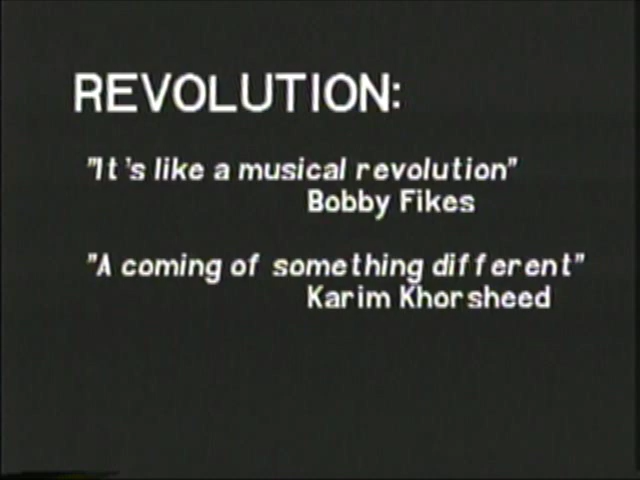 REVOLUTION:
"It's like a musical revolution"
Bobby Fikes
"A coming of something different"
Karim Khorsheed